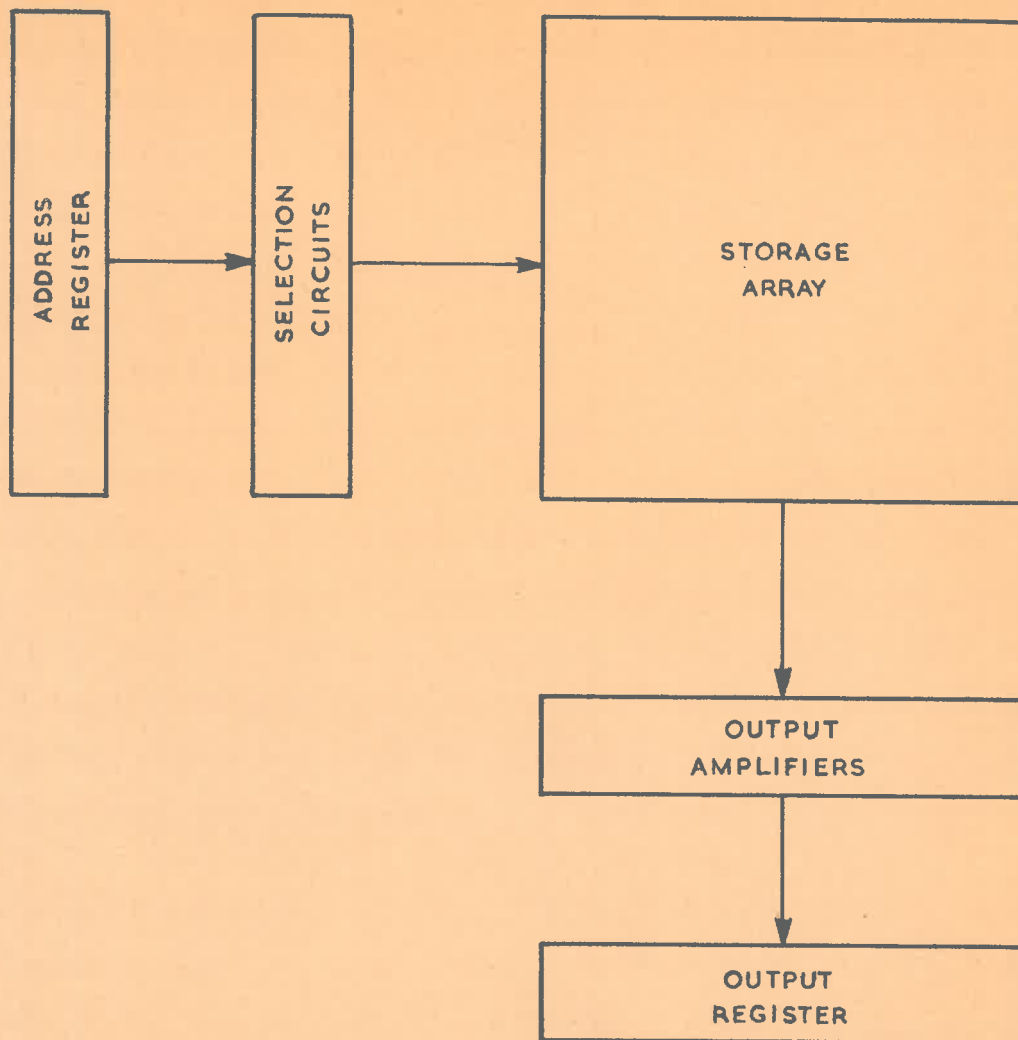 ADDRESS
REGISTER
SELECTION
CIRCUITS
STORAGE
ARRAY
OUTPUT
AMPLIFIERS
OUTPUT
REGISTER